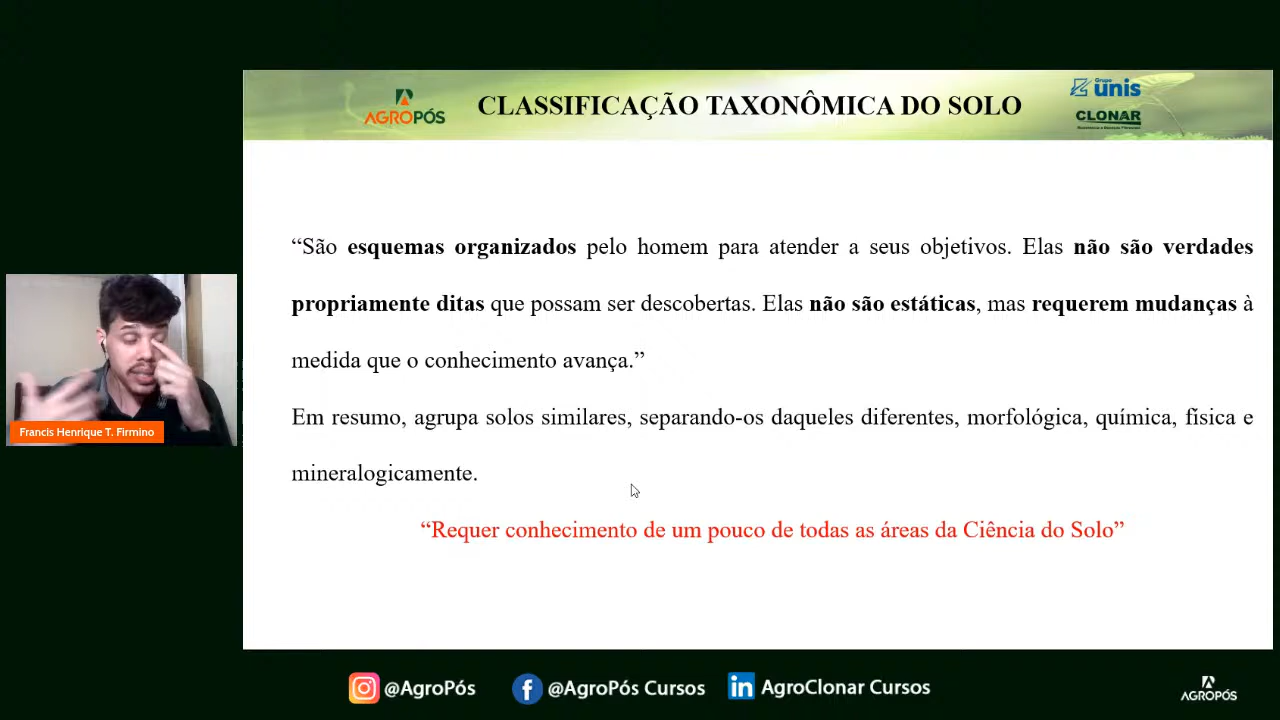 AGROPÓS
CLASSIFICAÇÃO TAXONÔMICA DO SOLO
Grupo
unis
CLONAR
“São esquemas organizados pelo homem para atender a seus objetivos. Elas não são verdades
propriamente ditas que possam ser descobertas. Elas não são estáticas, mas requerem mudanças à
medida que o conhecimento avança.”
Em resumo, agrupa solos similares, separando-os daqueles diferentes, morfológica, química, física e
mineralogicamente.
“Requer conhecimento de um pouco de todas as áreas da Ciência do Solo”
Francis Henrique T. Firmino
@AgroPós
@AgroPós Cursos
AgroClonar Cursos
AGROPÓS